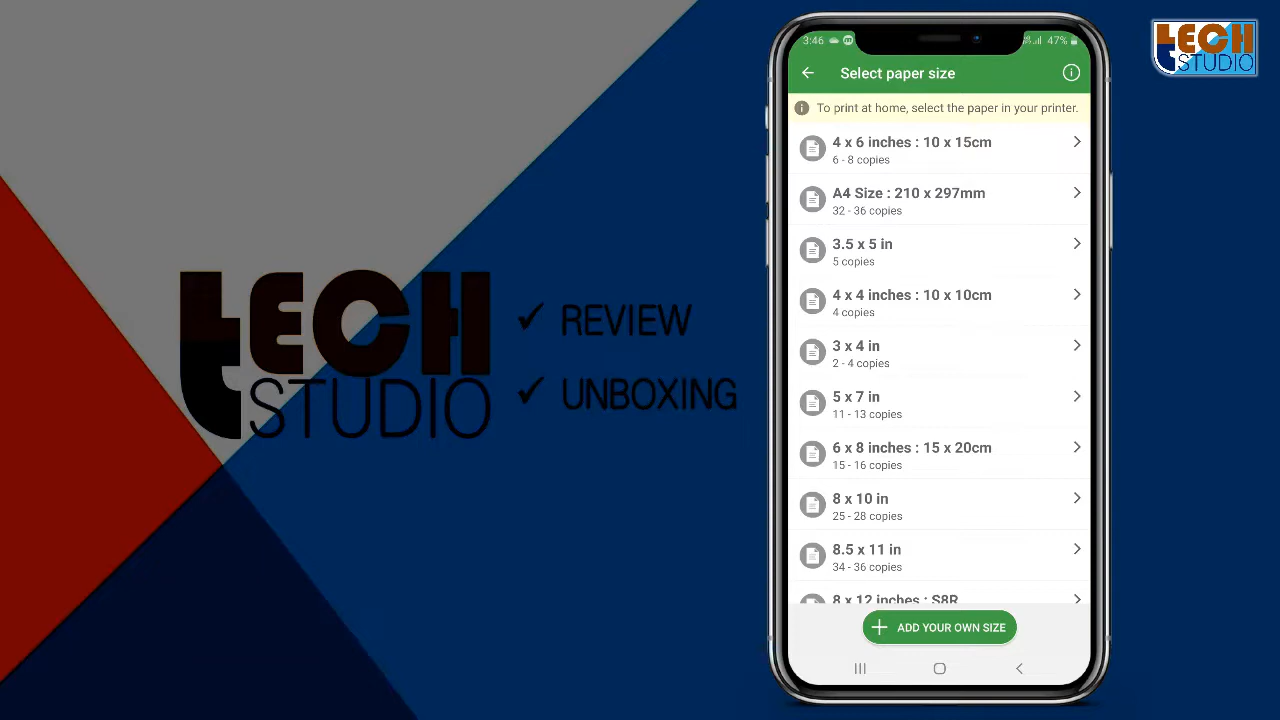 TECH
STUDIO
✓ REVIEW
✓ UNBOXING
TECH
STUDIO
3:46
47%
Select paper size
To print at home, select the paper in your printer.
4 x 6 inches : 10 x 15cm
6 - 8 copies
A4 Size : 210 x 297mm
32 - 36 copies
3.5 x 5 in
5 copies
4 x 4 inches : 10 x 10cm
4 copies
3 x 4 in
2 - 4 copies
5 x 7 in
11 - 13 copies
6 x 8 inches : 15 x 20cm
15 - 16 copies
8 x 10 in
25 - 28 copies
8.5 x 11 in
34 - 36 copies
8 x 12 inches : S8R
ADD YOUR OWN SIZE